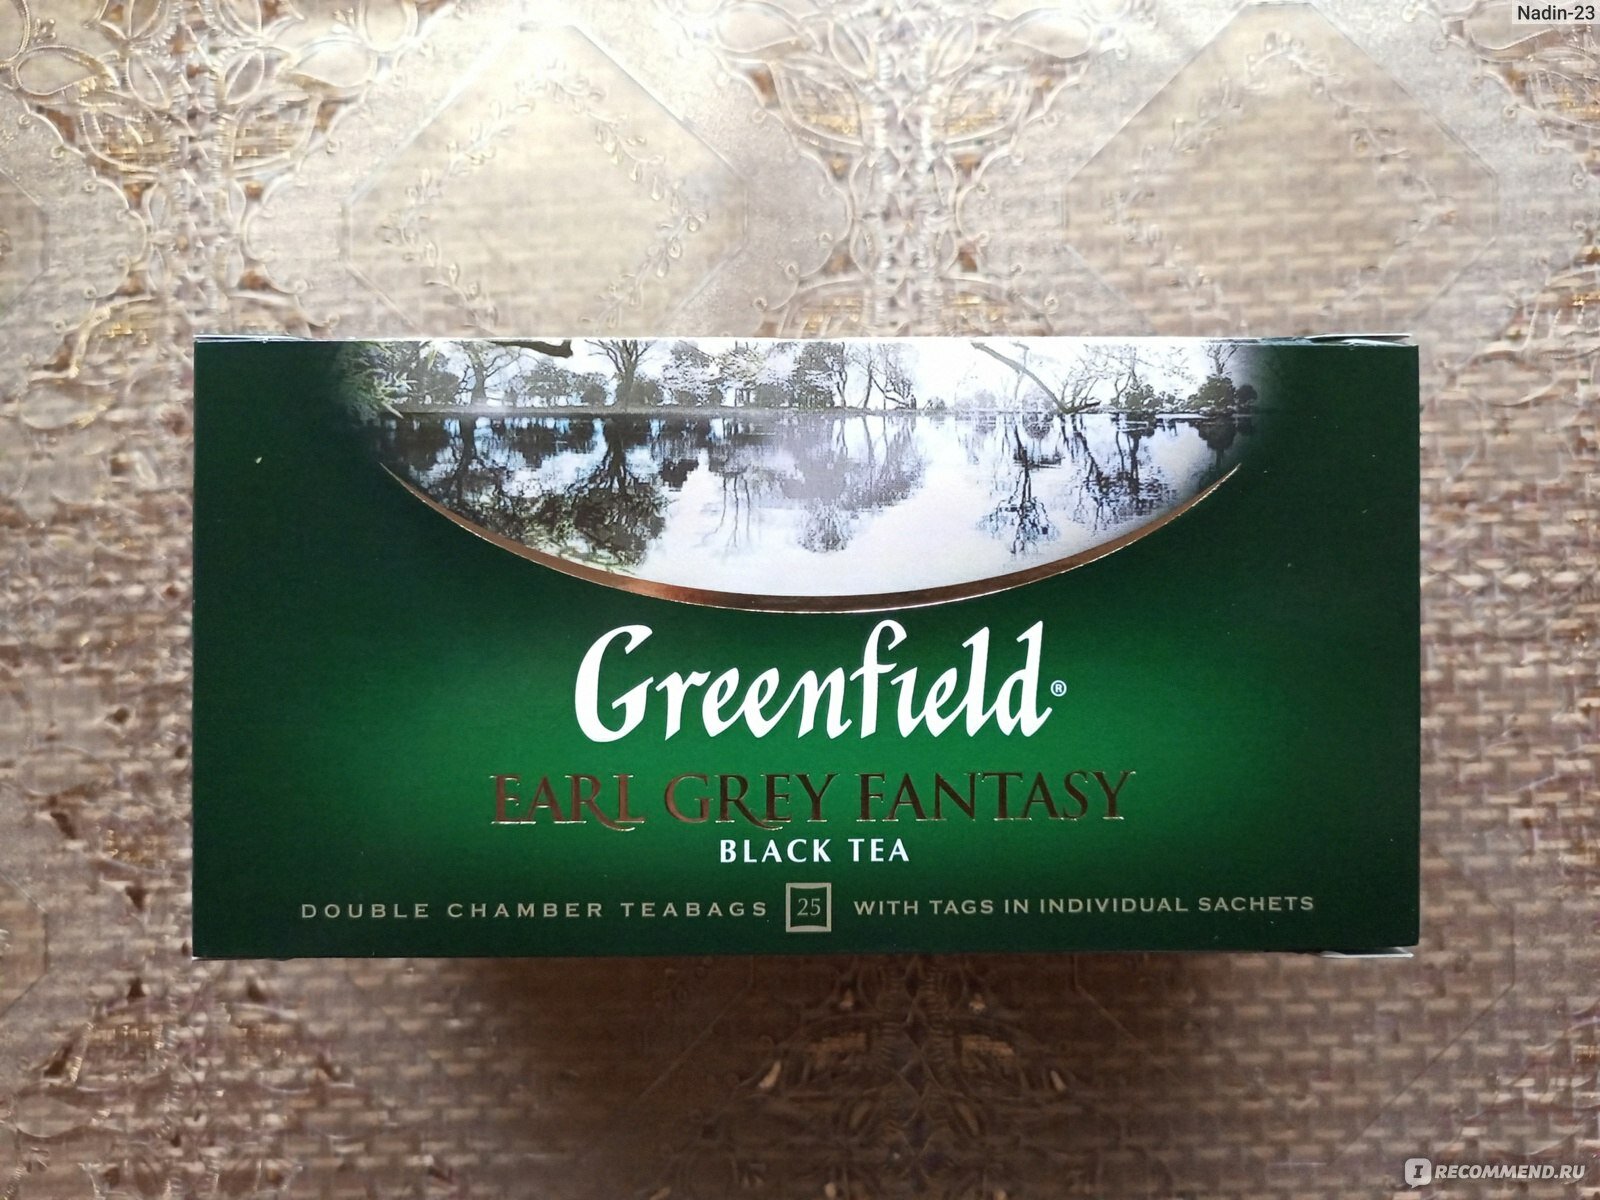 Nadin-23
Greenfield®
EARL GREY FANTASY
BLACK TEA
DOUBLE CHAMBER TEABAGS 25 WITH TAGS IN INDIVIDUAL SACHETS
IRECOMMEND.RU